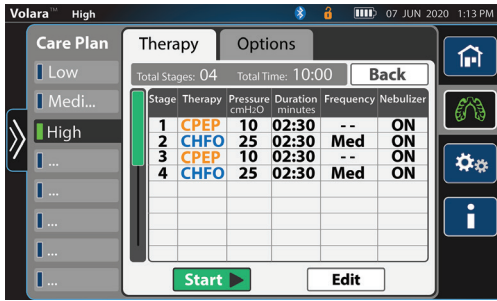 Volara™ High 07 JUN 2020 1:13 PM
Care Plan
Low
Medi...
High
...
...
...
...
...
Therapy Options
Total Stages: 04 Total Time: 10:00 Back
Stage Therapy Pressure cmH2O Duration minutes Frequency Nebulizer
1 CPEP 10 02:30 -- ON
2 CHFO 25 02:30 Med ON
3 CPEP 10 02:30 -- ON
4 CHFO 25 02:30 Med ON
Start Edit